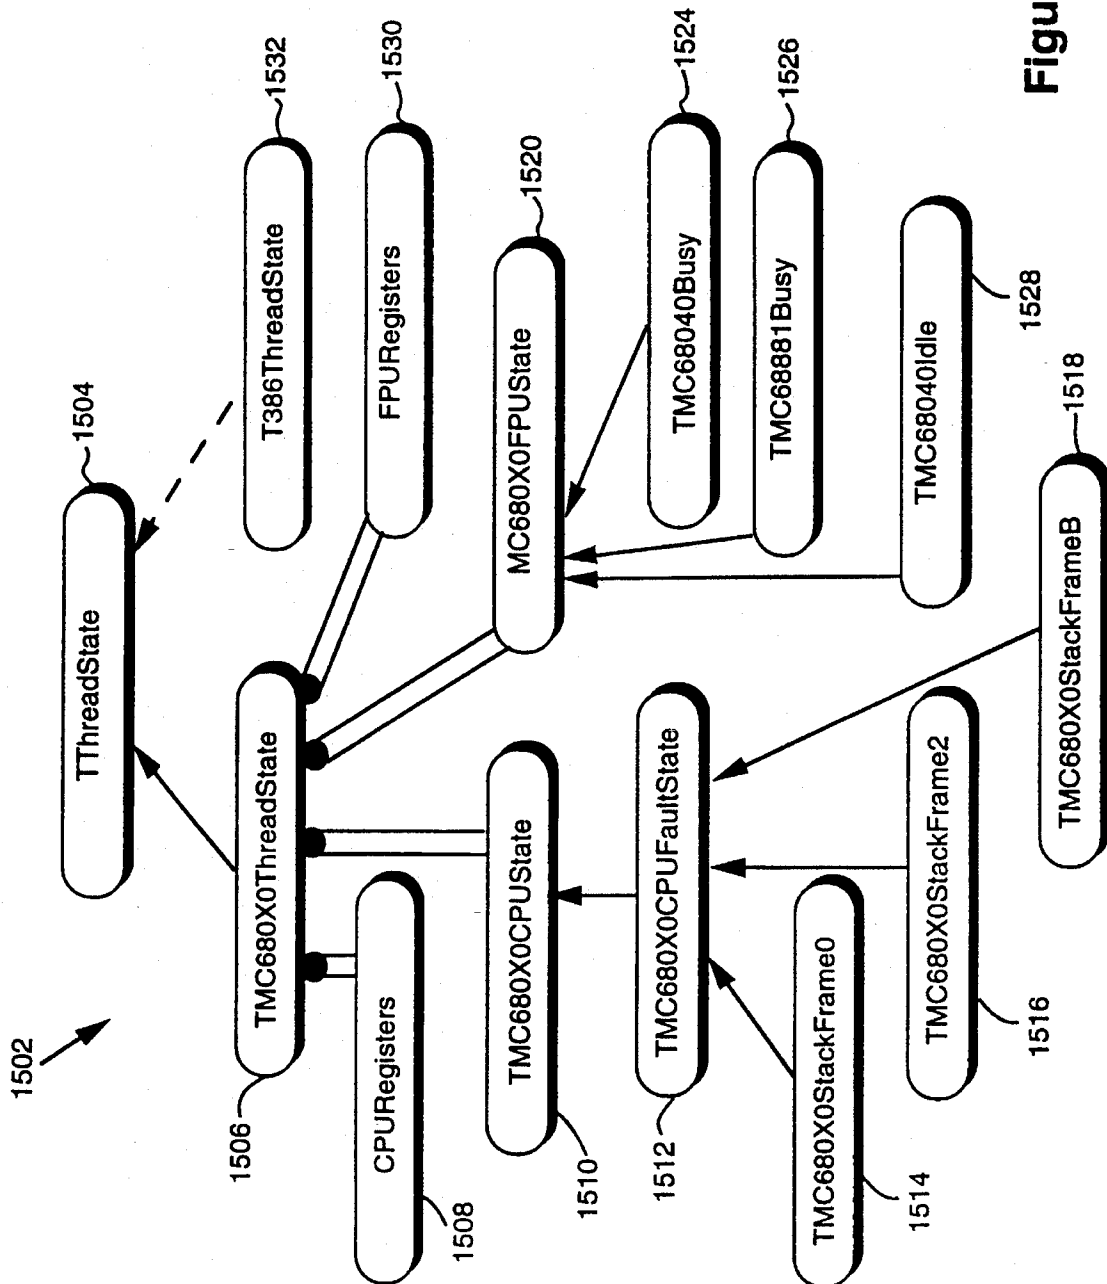 1502
TThreadState
1504
TMC680X0ThreadState
1506
T386ThreadState
1532
CPURegisters
1508
FPURegisters
1530
TMC680X0CPUState
1510
MC680X0FPUState
1520
TMC680X0CPUFaultState
1512
TMC68040Busy
1524
TMC68881Busy
1526
TMC680X0StackFrame0
1514
TMC680X0StackFrame2
1516
TMC68040Idle
1528
TMC680X0StackFrameB
1518
Figu